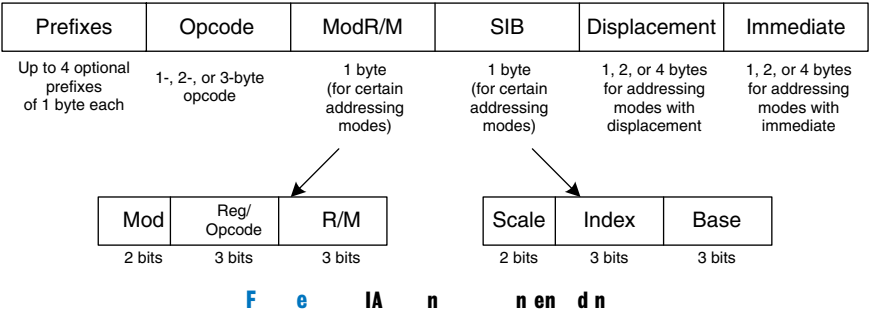 Prefixes Opcode ModR/M SIB Displacement Immediate
Up to 4 optional
prefixes
of 1 byte each
1-, 2-, or 3-byte
opcode
1 byte
(for certain
addressing
modes)
1 byte
(for certain
addressing
modes)
1, 2, or 4 bytes
for addressing
modes with
displacement
1, 2, or 4 bytes
for addressing
modes with
immediate
Mod Reg/
Opcode R/M
Scale Index Base
2 bits 3 bits 3 bits
2 bits 3 bits 3 bits
F e IA n n en d n